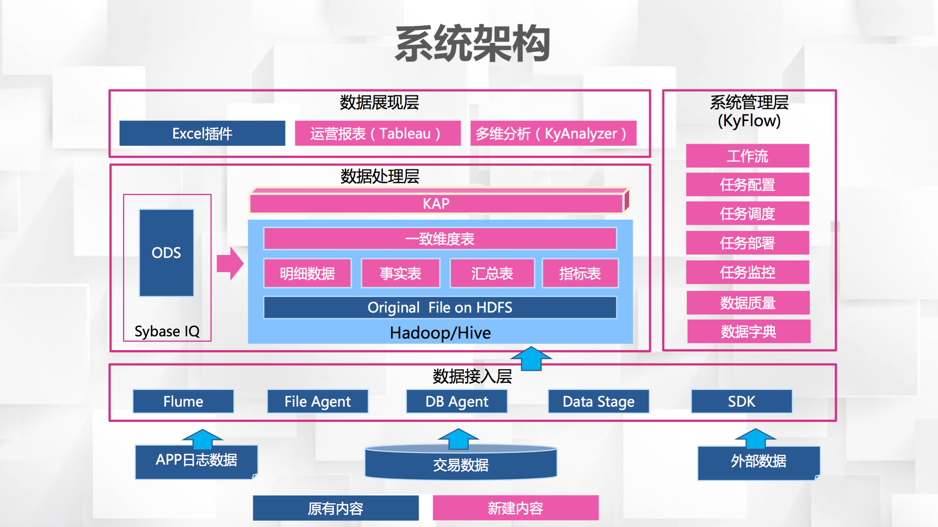 系统架构
数据展现层
Excel插件
运营报表（Tableau）
多维分析（KyAnalyzer）
系统管理层
(KyFlow)
工作流
任务配置
任务调度
任务部署
任务监控
数据质量
数据字典
数据处理层
ODS
Sybase IQ
KAP
一致维度表
明细数据
事实表
汇总表
指标表
Original File on HDFS
Hadoop/Hive
数据接入层
Flume
File Agent
DB Agent
Data Stage
SDK
APP日志数据
交易数据
外部数据
原有内容
新建内容